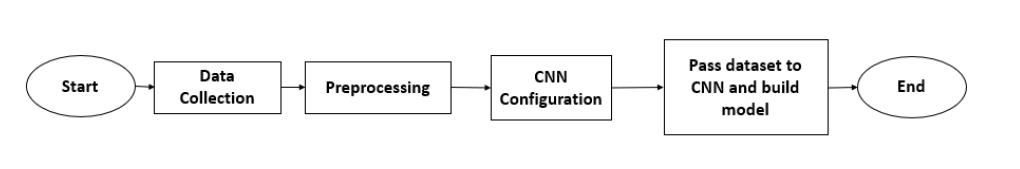 Start
Data
Collection
Preprocessing
CNN
Configuration
Pass dataset to
CNN and build
model
End